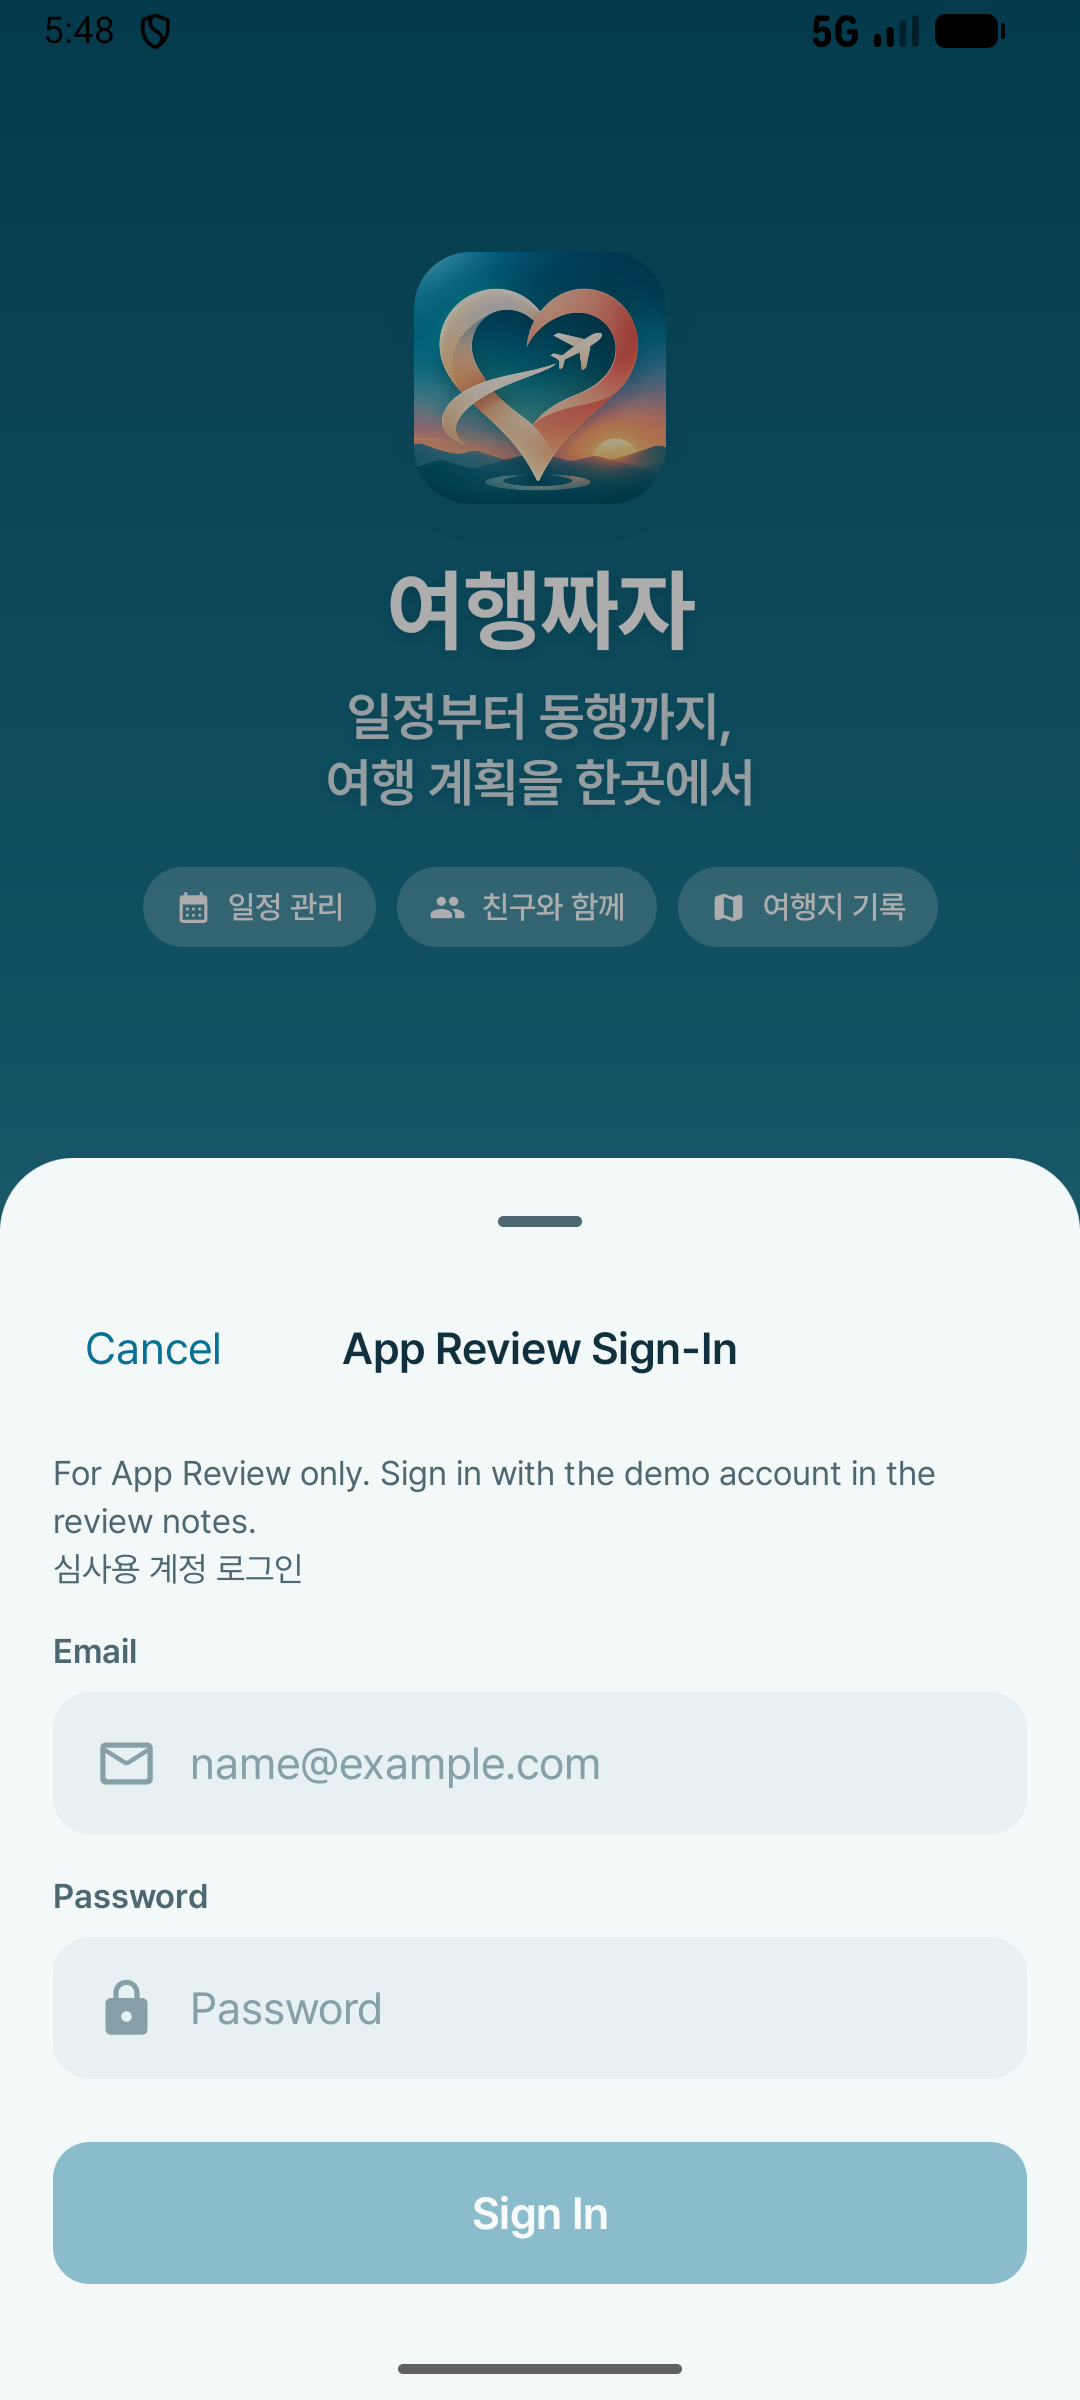 5:48
5G
여행짜자
일정부터 동행까지,
여행 계획을 한곳에서
일정 관리
친구와 함께
여행지 기록
Cancel
App Review Sign-In
For App Review only. Sign in with the demo account in the
review notes.
심사용 계정 로그인
Email
name@example.com
Password
Password
Sign In